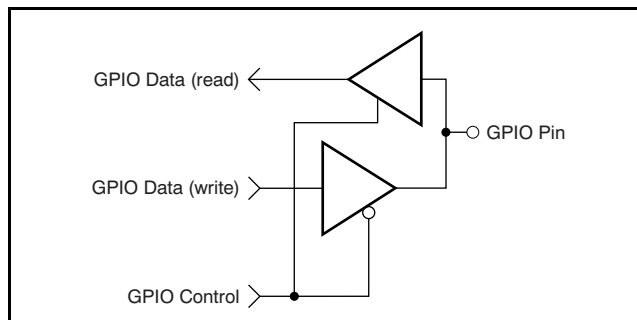 GPIO Data (read)
GPIO Pin
GPIO Data (write)
GPIO Control